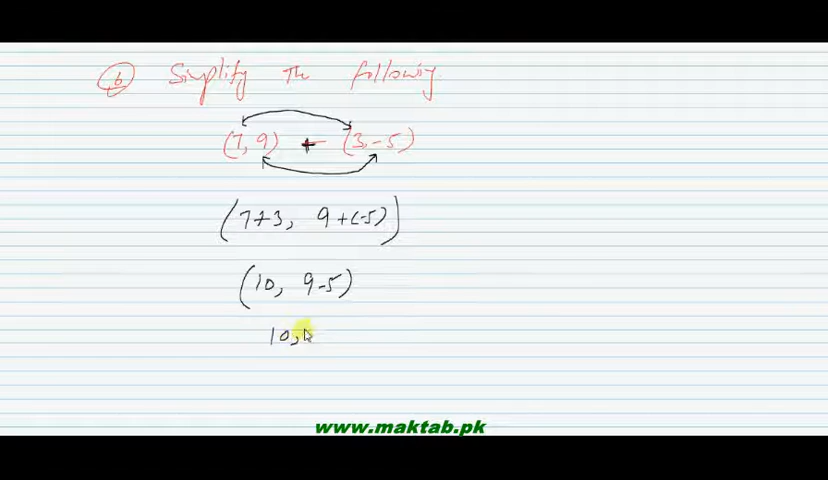 6 Simplify the following
(7, 9) + (3, -5)
(7+3, 9+(-5))
(10, 9-5)
10,
www.maktab.pk